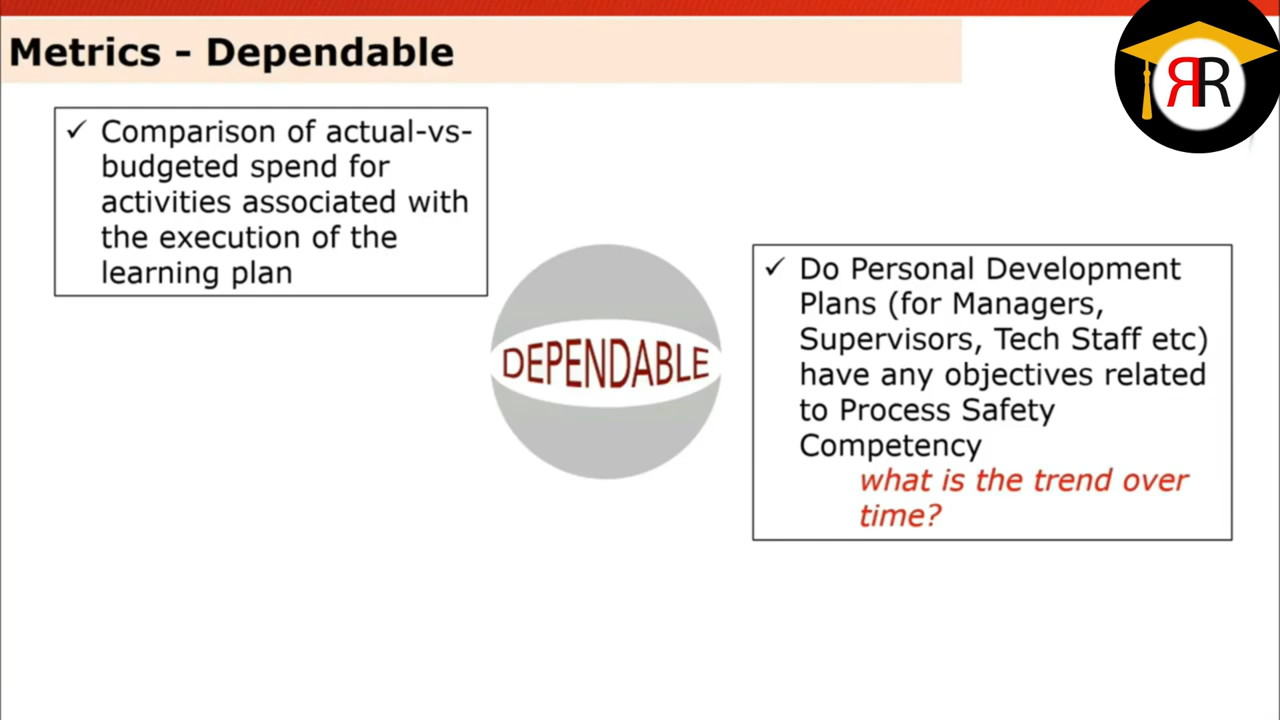 Metrics - Dependable
ЯR
✓ Comparison of actual-vs-
budgeted spend for
activities associated with
the execution of the
learning plan
DEPENDABLE
✓ Do Personal Development
Plans (for Managers,
Supervisors, Tech Staff etc)
have any objectives related
to Process Safety
Competency
what is the trend over
time?